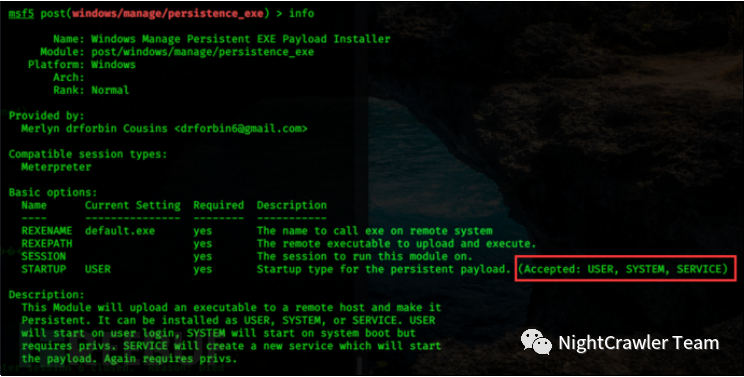 msf5 post(windows/manage/persistence_exe) > info
Name: Windows Manage Persistent EXE Payload Installer
Module: post/windows/manage/persistence_exe
Platform: Windows
Arch:
Rank: Normal
Provided by:
Merlyn drforbin Cousins <drforbin6@gmail.com>
Compatible session types:
Meterpreter
Basic options:
Name Current Setting Required Description
---- --------------- -------- -----------
REXENAME default.exe yes The name to call exe on remote system
REXEPATH yes The remote executable to upload and execute.
SESSION yes The session to run this module on.
STARTUP USER yes Startup type for the persistent payload. (Accepted: USER, SYSTEM, SERVICE)
Description:
This Module will upload an executable to a remote host and make it
Persistent. It can be installed as USER, SYSTEM, or SERVICE. USER
will start on user login, SYSTEM will start on system boot but
requires privs. SERVICE will create a new service which will start
the payload. Again requires privs.
NightCrawler Team